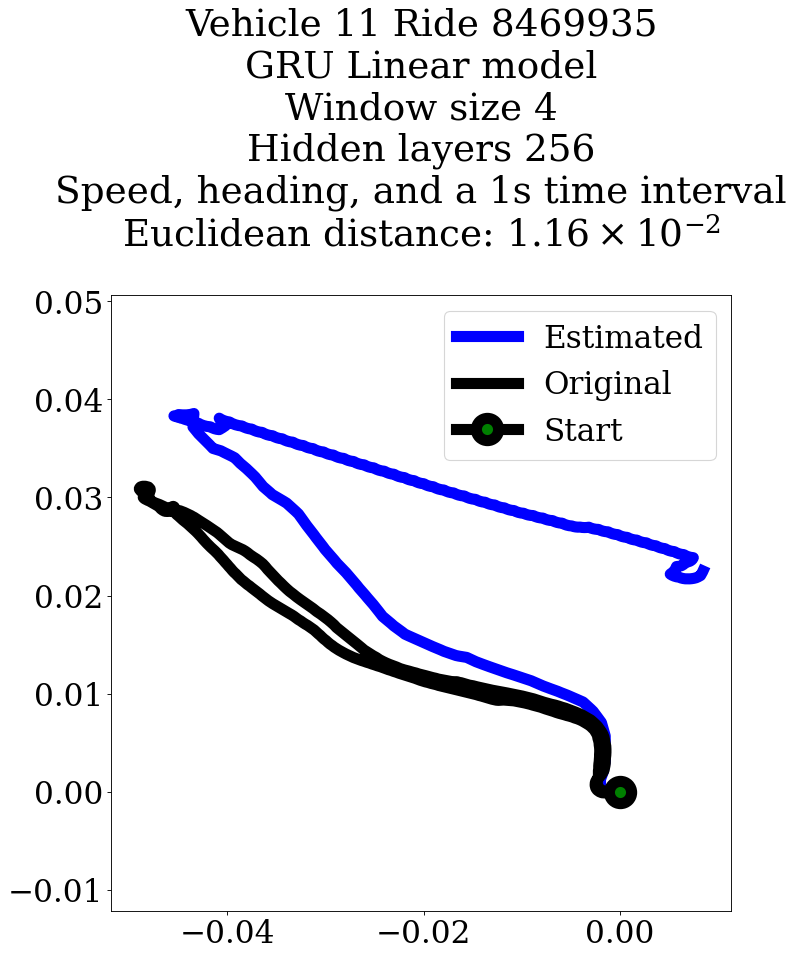 Vehicle 11 Ride 8469935
GRU Linear model
Window size 4
Hidden layers 256
Speed, heading, and a 1s time interval
Euclidean distance: 1.16 × 10⁻²
Estimated
Original
Start
0.05
0.04
0.03
0.02
0.01
0.00
−0.01
−0.04
−0.02
0.00